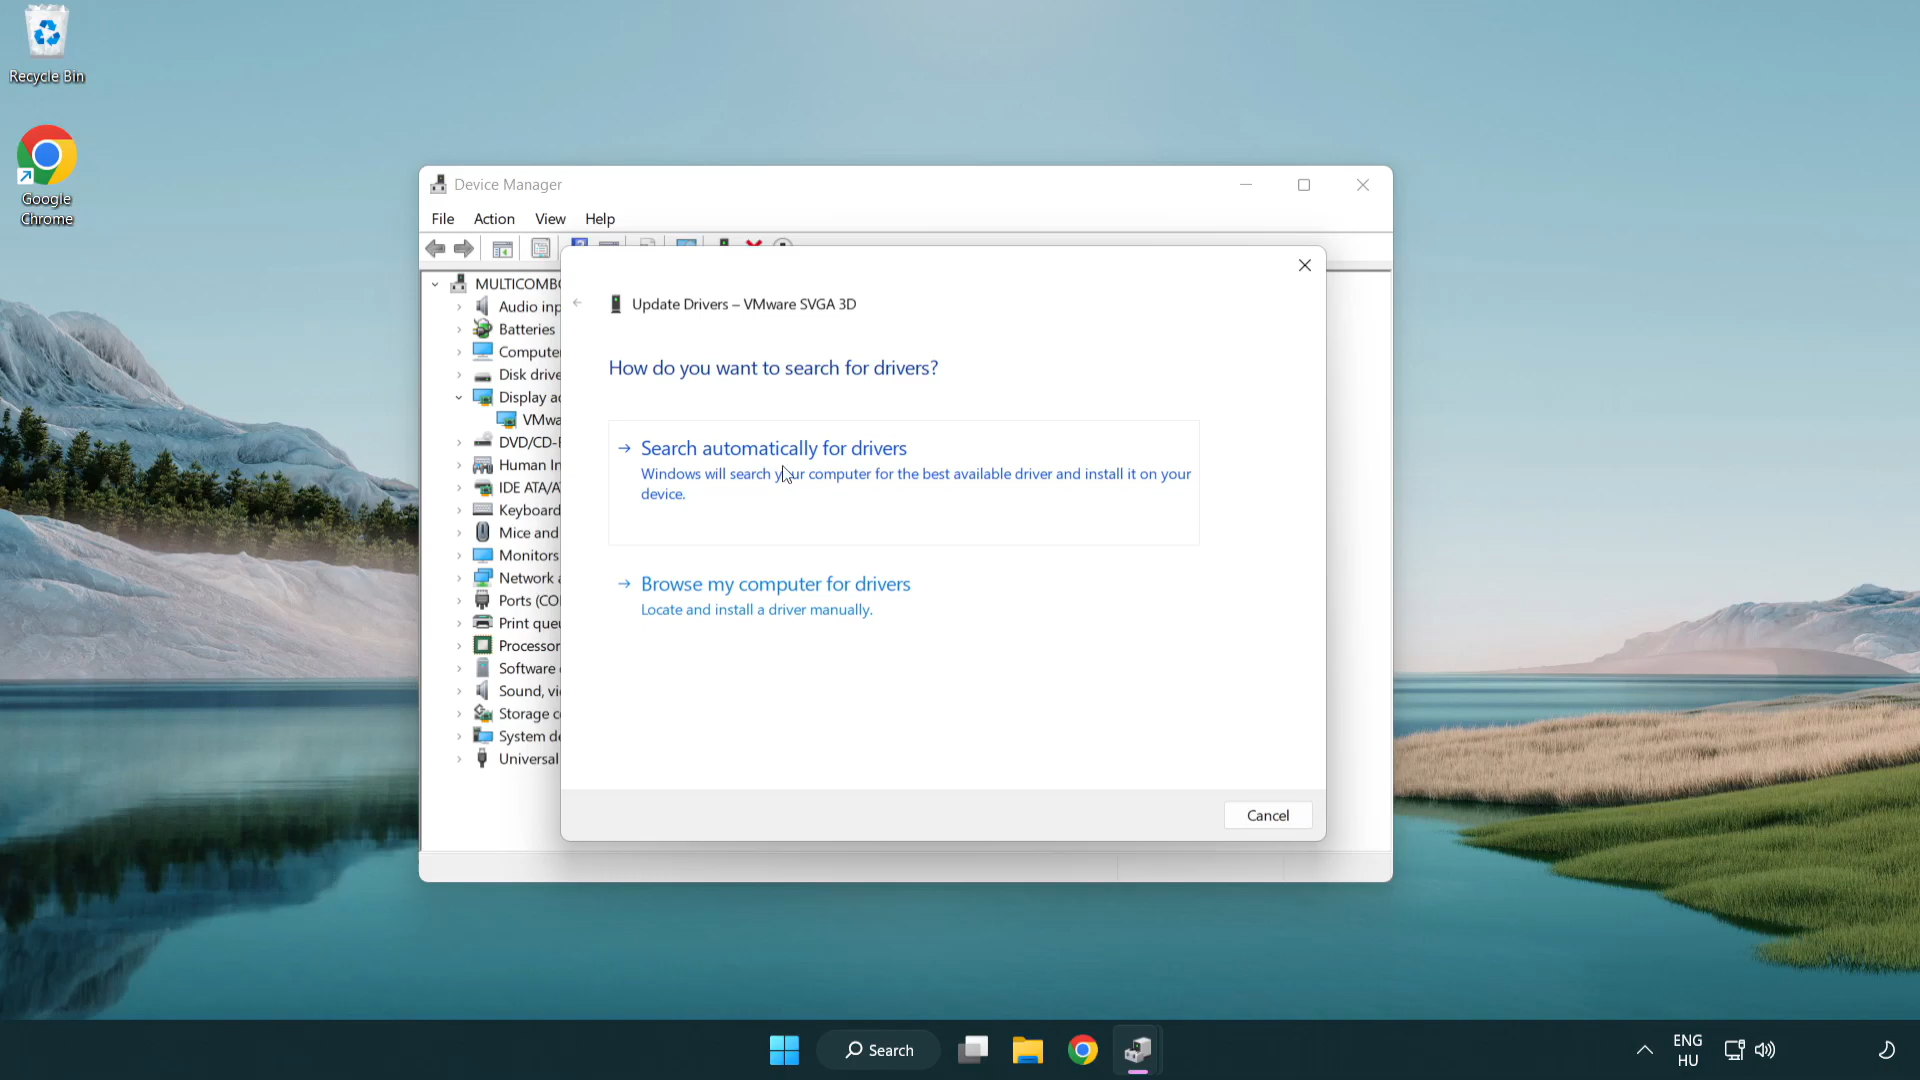 Recycle Bin
Google
Chrome
Device Manager
File Action View Help
MULTICOMBO
Audio inp
Batteries
Compute
Disk drive
Display a
VMwa
DVD/CD-
Human In
IDE ATA/A
Keyboard
Mice and
Monitors
Network a
Ports (CO
Print que
Processor
Software
Sound, vi
Storage c
System de
Universal
Update Drivers – VMware SVGA 3D
How do you want to search for drivers?
Search automatically for drivers
Windows will search your computer for the best available driver and install it on your
device.
Browse my computer for drivers
Locate and install a driver manually.
Cancel
Search
ENG
HU